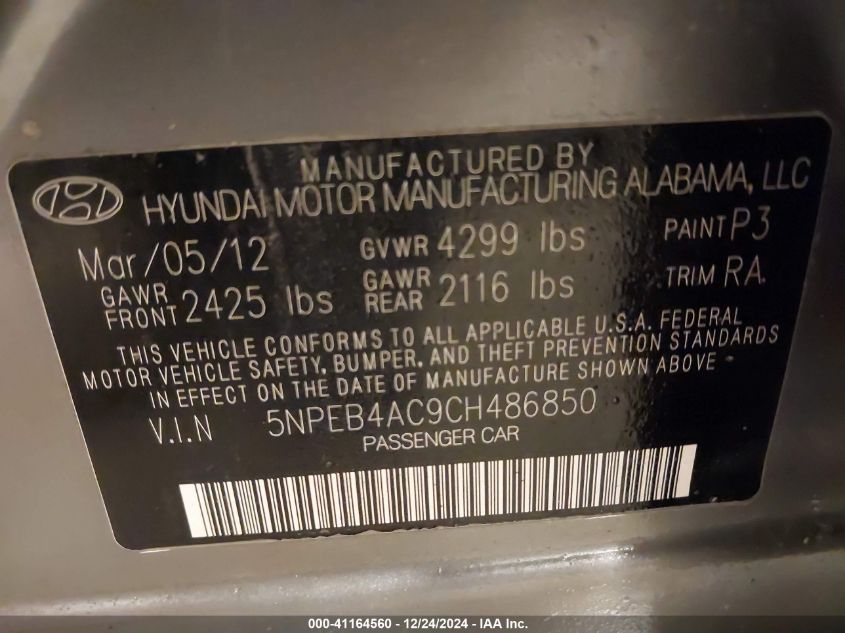 MANUFACTURED BY
HYUNDAI MOTOR MANUFACTURING ALABAMA, LLC
Mar/05/12 GVWR 4299 lbs PAINT P3
GAWR FRONT 2425 lbs GAWR REAR 2116 lbs TRIM RA
THIS VEHICLE CONFORMS TO ALL APPLICABLE U.S.A. FEDERAL
MOTOR VEHICLE SAFETY, BUMPER, AND THEFT PREVENTION STANDARDS
IN EFFECT ON THE DATE OF MANUFACTURE SHOWN ABOVE
V.I.N 5NPEB4AC9CH486850
PASSENGER CAR
000-41164560 - 12/24/2024 - IAA Inc.